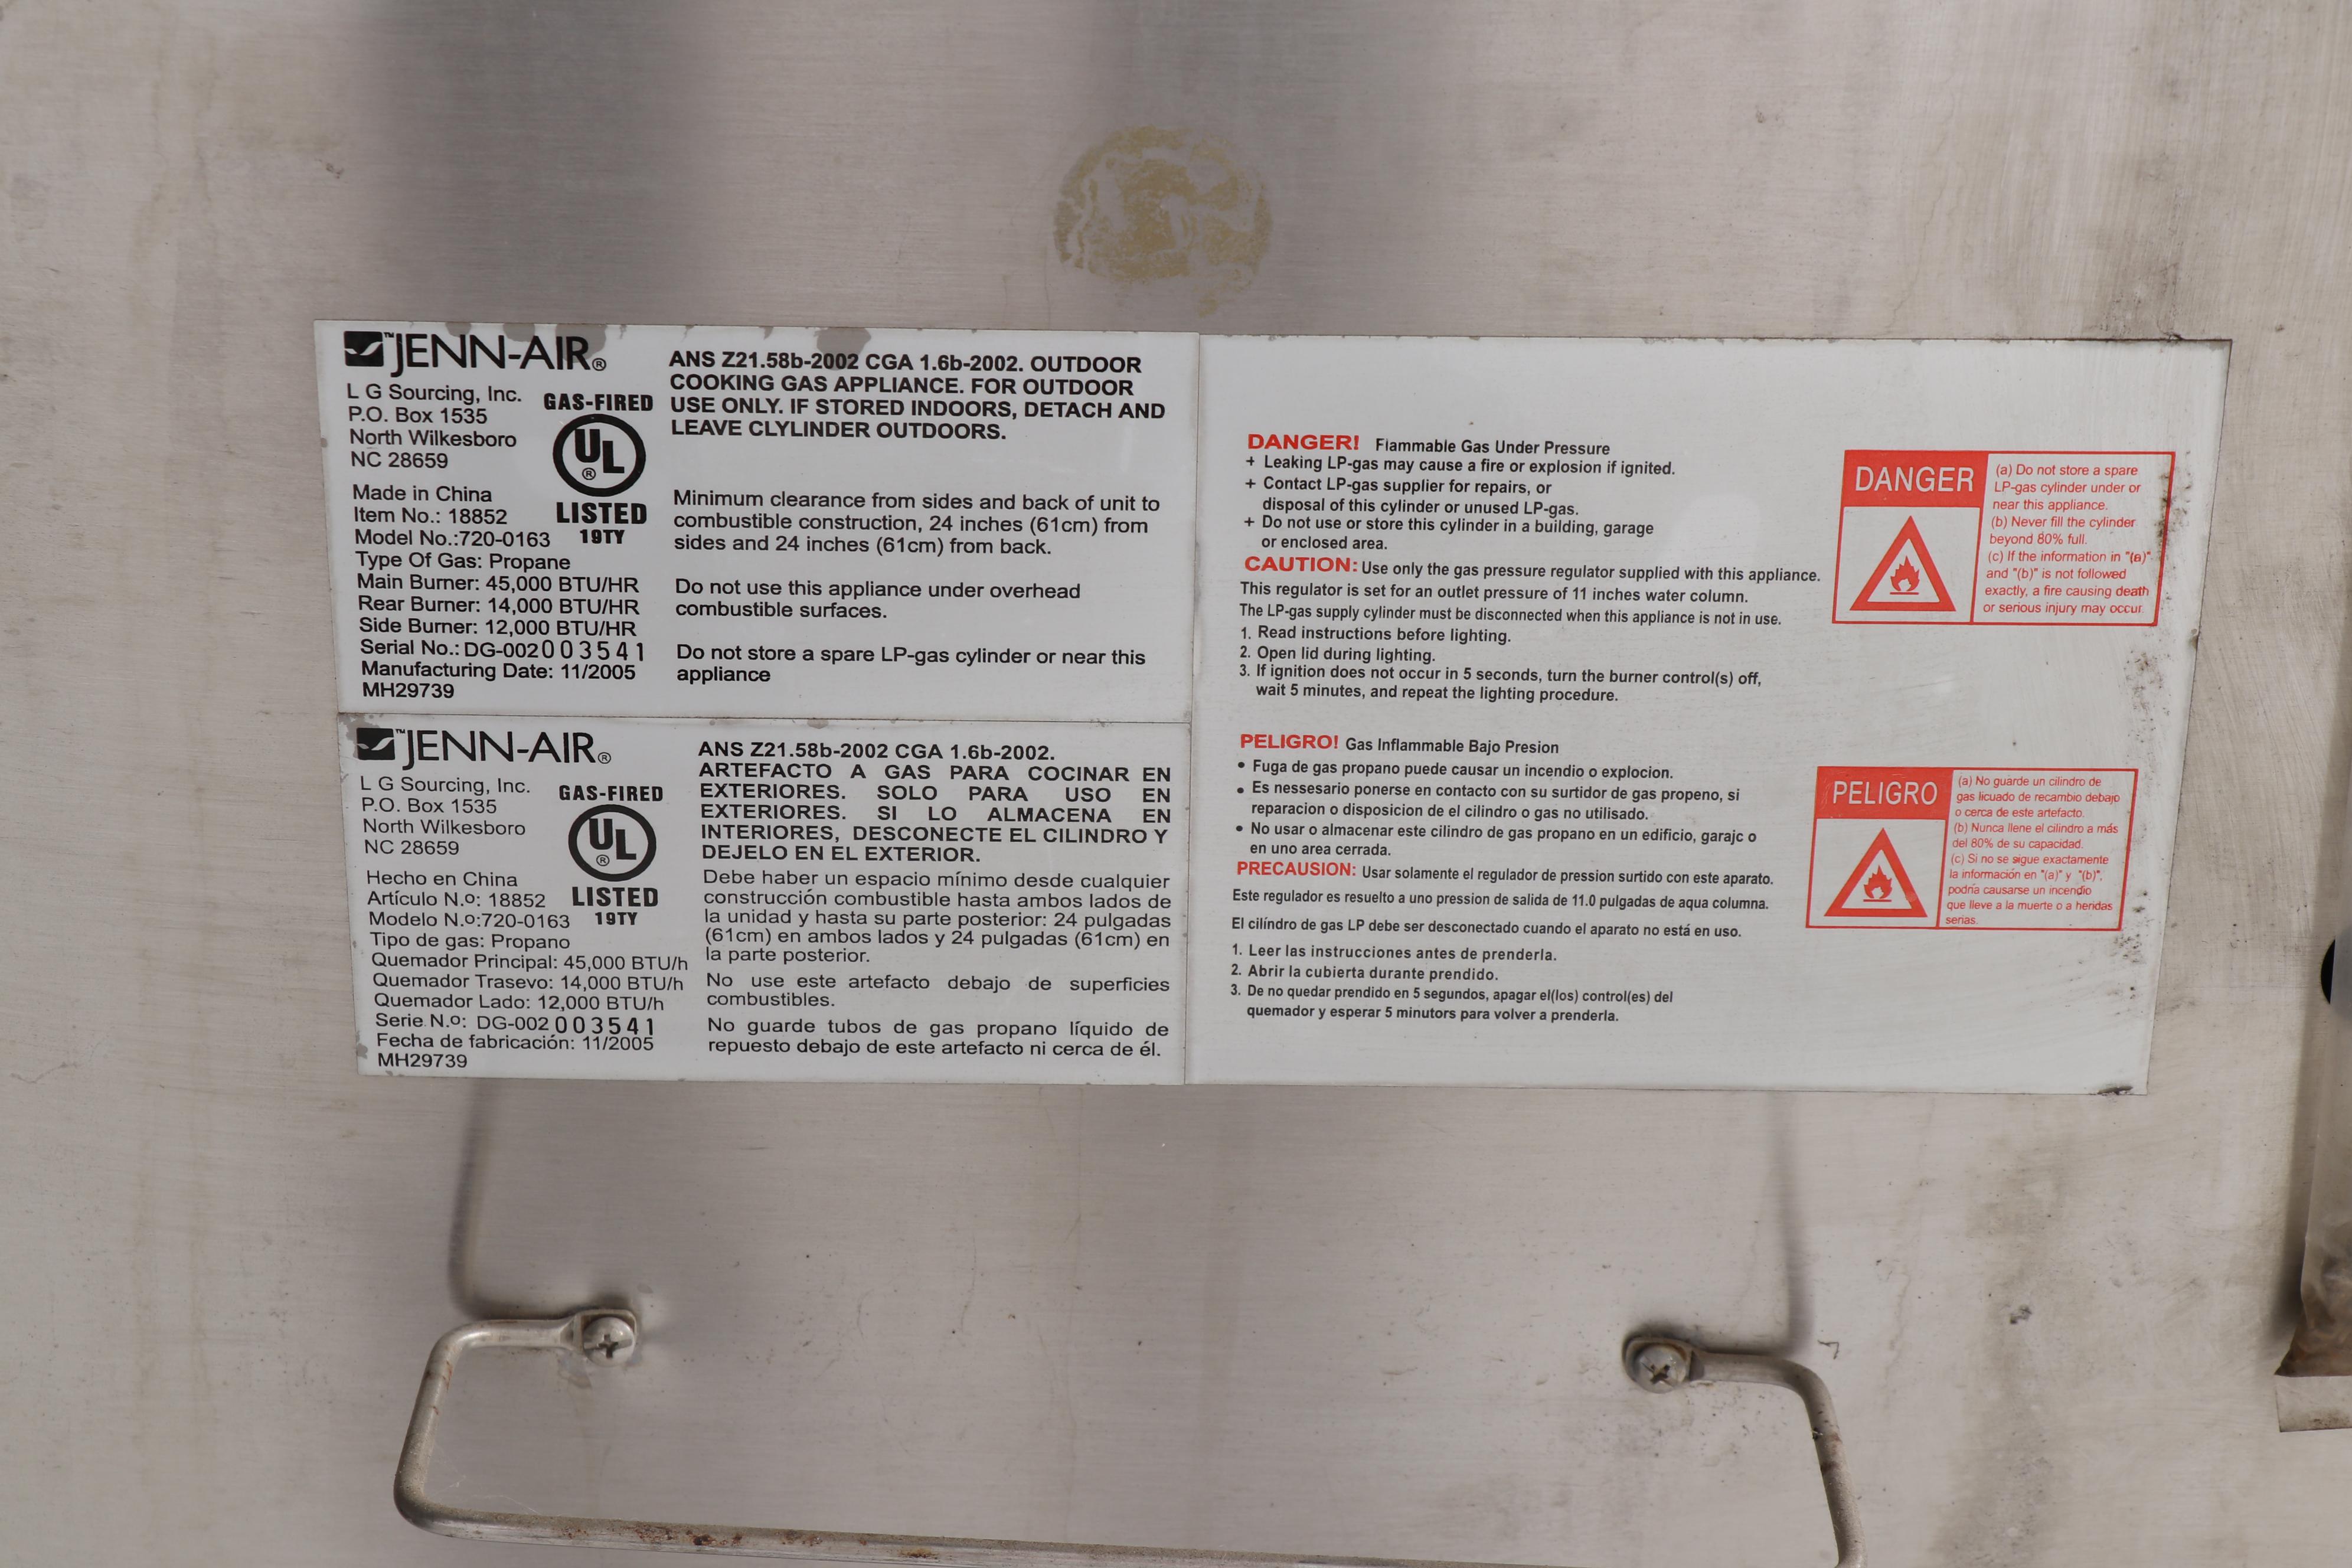 JENN-AIR®
L G Sourcing, Inc.
P.O. Box 1535
North Wilkesboro
NC 28659
GAS-FIRED
UL
®
LISTED
19TY
Made in China
Item No.: 18852
Model No.:720-0163
Type Of Gas: Propane
Main Burner: 45,000 BTU/HR
Rear Burner: 14,000 BTU/HR
Side Burner: 12,000 BTU/HR
Serial No.: DG-002003541
Manufacturing Date: 11/2005
MH29739
ANS Z21.58b-2002 CGA 1.6b-2002. OUTDOOR
COOKING GAS APPLIANCE. FOR OUTDOOR
USE ONLY. IF STORED INDOORS, DETACH AND
LEAVE CLYLINDER OUTDOORS.
Minimum clearance from sides and back of unit to
combustible construction, 24 inches (61cm) from
sides and 24 inches (61cm) from back.
Do not use this appliance under overhead
combustible surfaces.
Do not store a spare LP-gas cylinder or near this
appliance
™JENN-AIR®
L G Sourcing, Inc.
P.O. Box 1535
North Wilkesboro
NC 28659
GAS-FIRED
UL
®
LISTED
19TY
Hecho en China
Artículo N.º: 18852
Modelo N.º:720-0163
Tipo de gas: Propano
Quemador Principal: 45,000 BTU/h
Quemador Trasevo: 14,000 BTU/h
Quemador Lado: 12,000 BTU/h
Serie N.º: DG-002003541
Fecha de fabricación: 11/2005
MH29739
ANS Z21.58b-2002 CGA 1.6b-2002.
ARTEFACTO A GAS PARA COCINAR EN
EXTERIORES. SOLO PARA USO EN
EXTERIORES. SI LO ALMACENA EN
INTERIORES, DESCONECTE EL CILINDRO Y
DEJELO EN EL EXTERIOR.
Debe haber un espacio mínimo desde cualquier
construcción combustible hasta ambos lados de
la unidad y hasta su parte posterior: 24 pulgadas
(61cm) en ambos lados y 24 pulgadas (61cm) en
la parte posterior.
No use este artefacto debajo de superficies
combustibles.
No guarde tubos de gas propano líquido de
repuesto debajo de este artefacto ni cerca de él.
DANGER! Flammable Gas Under Pressure
+ Leaking LP-gas may cause a fire or explosion if ignited.
+ Contact LP-gas supplier for repairs, or
disposal of this cylinder or unused LP-gas.
+ Do not use or store this cylinder in a building, garage
or enclosed area.
CAUTION: Use only the gas pressure regulator supplied with this appliance.
This regulator is set for an outlet pressure of 11 inches water column.
The LP-gas supply cylinder must be disconnected when this appliance is not in use.
1. Read instructions before lighting.
2. Open lid during lighting.
3. If ignition does not occur in 5 seconds, turn the burner control(s) off,
wait 5 minutes, and repeat the lighting procedure.
DANGER
(a) Do not store a spare
LP-gas cylinder under or
near this appliance.
(b) Never fill the cylinder
beyond 80% full.
(c) If the information in "(a)"
and "(b)" is not followed
exactly, a fire causing death
or serious injury may occur.
PELIGRO! Gas Inflammable Bajo Presion
• Fuga de gas propano puede causar un incendio o explocion.
• Es nessesario ponerse en contacto con su surtidor de gas propeno, si
reparacion o disposicion de el cilindro o gas no utilisado.
• No usar o almacenar este cilindro de gas propano en un edificio, garajc o
en uno area cerrada.
PRECAUSION: Usar solamente el regulador de pression surtido con este aparato.
Este regulador es resuelto a uno pression de salida de 11.0 pulgadas de aqua columna.
El cilíndro de gas LP debe ser desconectado cuando el aparato no está en uso.
1. Leer las instrucciones antes de prenderla.
2. Abrir la cubierta durante prendido.
3. De no quedar prendido en 5 segundos, apagar el(los) control(es) del
quemador y esperar 5 minutors para volver a prenderla.
PELIGRO
(a) No guarde un cilindro de
gas licuado de recambio debajo
o cerca de este artefacto.
(b) Nunca llene el cilindro a más
del 80% de su capacidad.
(c) Si no se sigue exactamente
la información en "(a)" y "(b)",
podría causarse un incendio
que lleve a la muerte o a heridas
serias.